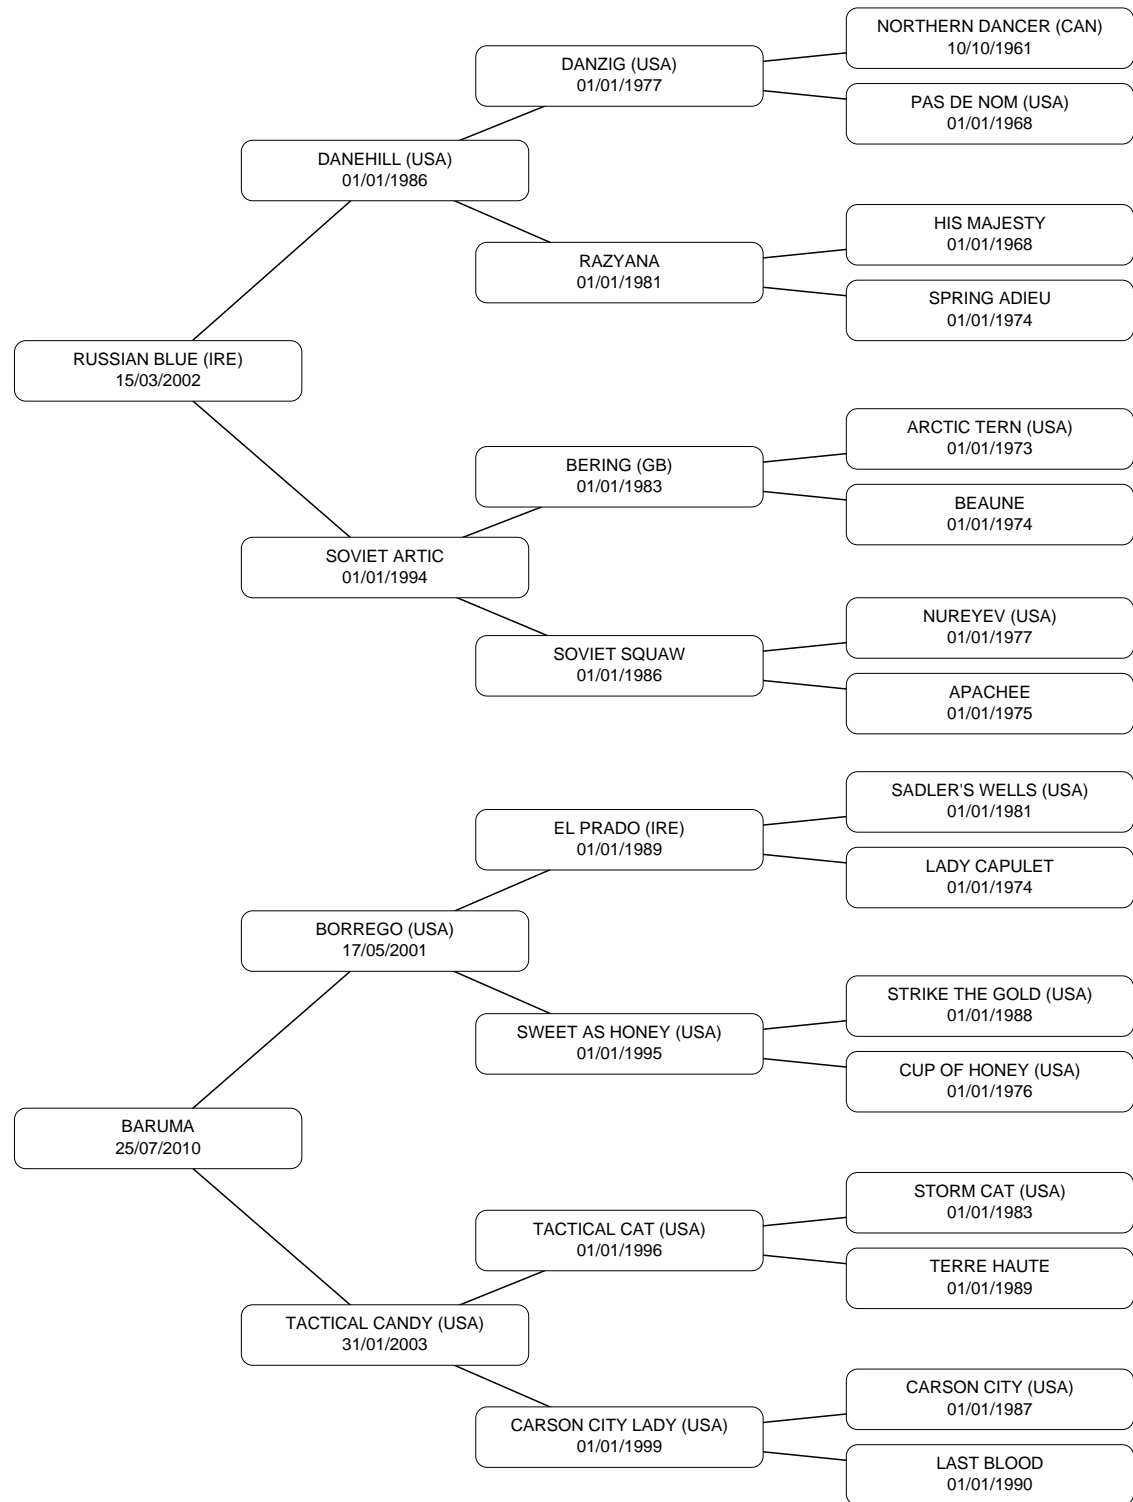 NORTHERN DANCER (CAN)
10/10/1961
DANZIG (USA)
01/01/1977
PAS DE NOM (USA)
01/01/1968
DANEHILL (USA)
01/01/1986
HIS MAJESTY
01/01/1968
RAZYANA
01/01/1981
SPRING ADIEU
01/01/1974
RUSSIAN BLUE (IRE)
15/03/2002
ARCTIC TERN (USA)
01/01/1973
BERING (GB)
01/01/1983
BEAUNE
01/01/1974
SOVIET ARTIC
01/01/1994
NUREYEV (USA)
01/01/1977
SOVIET SQUAW
01/01/1986
APACHEE
01/01/1975
SADLER'S WELLS (USA)
01/01/1981
EL PRADO (IRE)
01/01/1989
LADY CAPULET
01/01/1974
BORREGO (USA)
17/05/2001
STRIKE THE GOLD (USA)
01/01/1988
SWEET AS HONEY (USA)
01/01/1995
CUP OF HONEY (USA)
01/01/1976
BARUMA
25/07/2010
STORM CAT (USA)
01/01/1983
TACTICAL CAT (USA)
01/01/1996
TERRE HAUTE
01/01/1989
TACTICAL CANDY (USA)
31/01/2003
CARSON CITY (USA)
01/01/1987
CARSON CITY LADY (USA)
01/01/1999
LAST BLOOD
01/01/1990